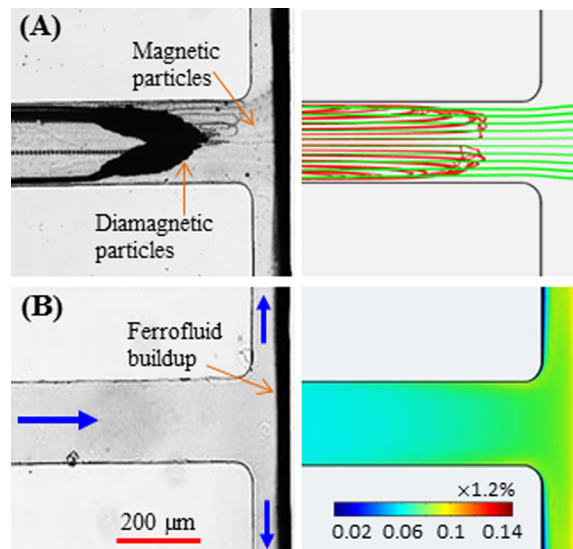 (A)
Magnetic
particles
Diamagnetic
particles
(B)
Ferrofluid
buildup
200 μm
×1.2%
0.02 0.06 0.1 0.14